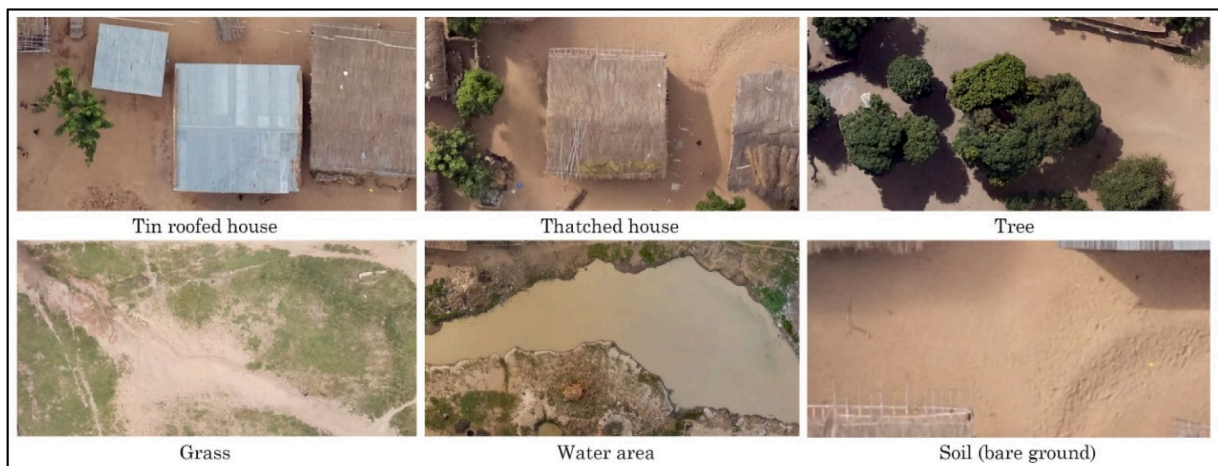 Tin roofed house
Thatched house
Tree
Grass
Water area
Soil (bare ground)